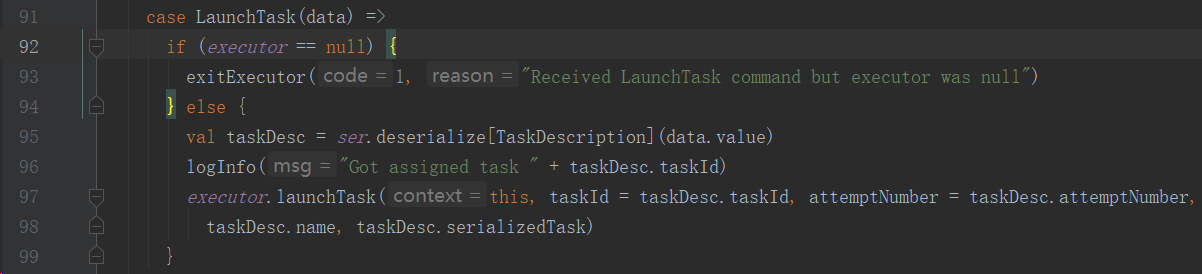 91 case LaunchTask(data) =>
92 if (executor == null) {
93 exitExecutor( code = 1, reason = "Received LaunchTask command but executor was null")
94 } else {
95 val taskDesc = ser.deserialize[TaskDescription](data.value)
96 logInfo( msg = "Got assigned task " + taskDesc.taskId)
97 executor.launchTask( context = this, taskId = taskDesc.taskId, attemptNumber = taskDesc.attemptNumber,
98 taskDesc.name, taskDesc.serializedTask)
99 }